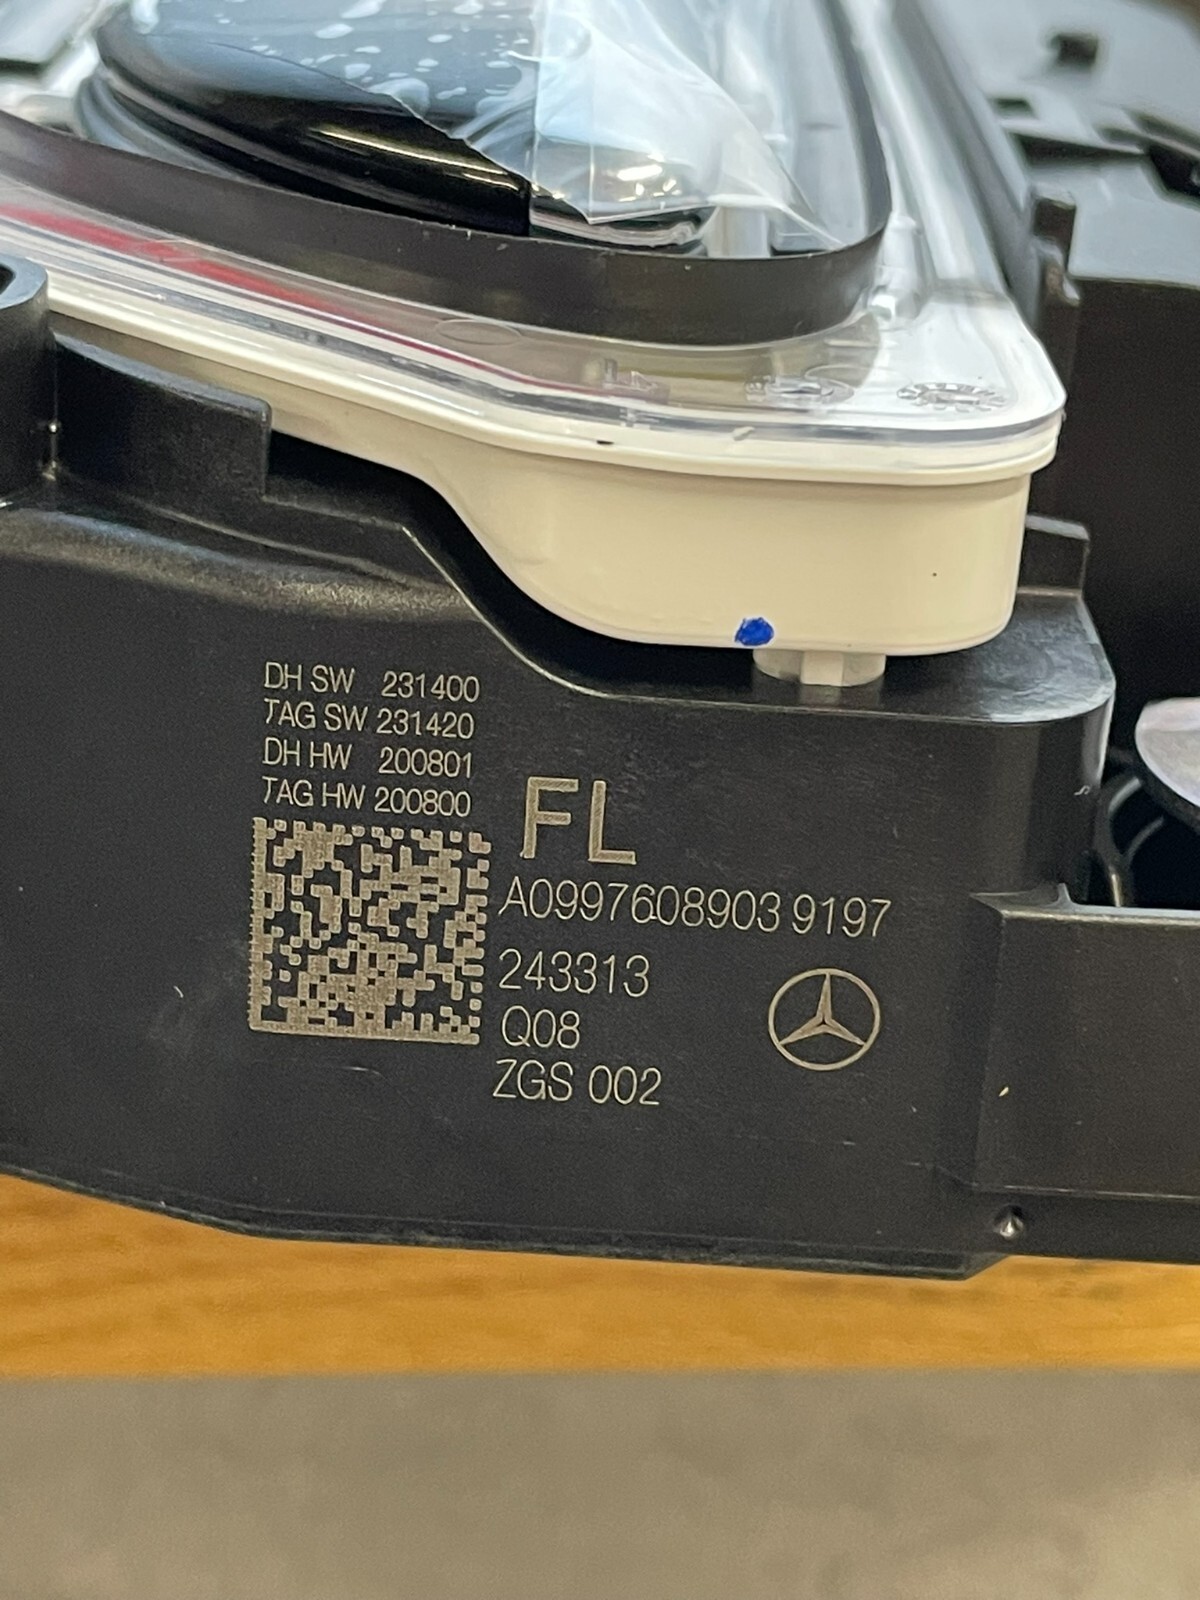 DH SW 231400
TAG SW 231420
DH HW 200801
TAG HW 200800
FL
A0997608903 9197
243313
Q08
ZGS 002